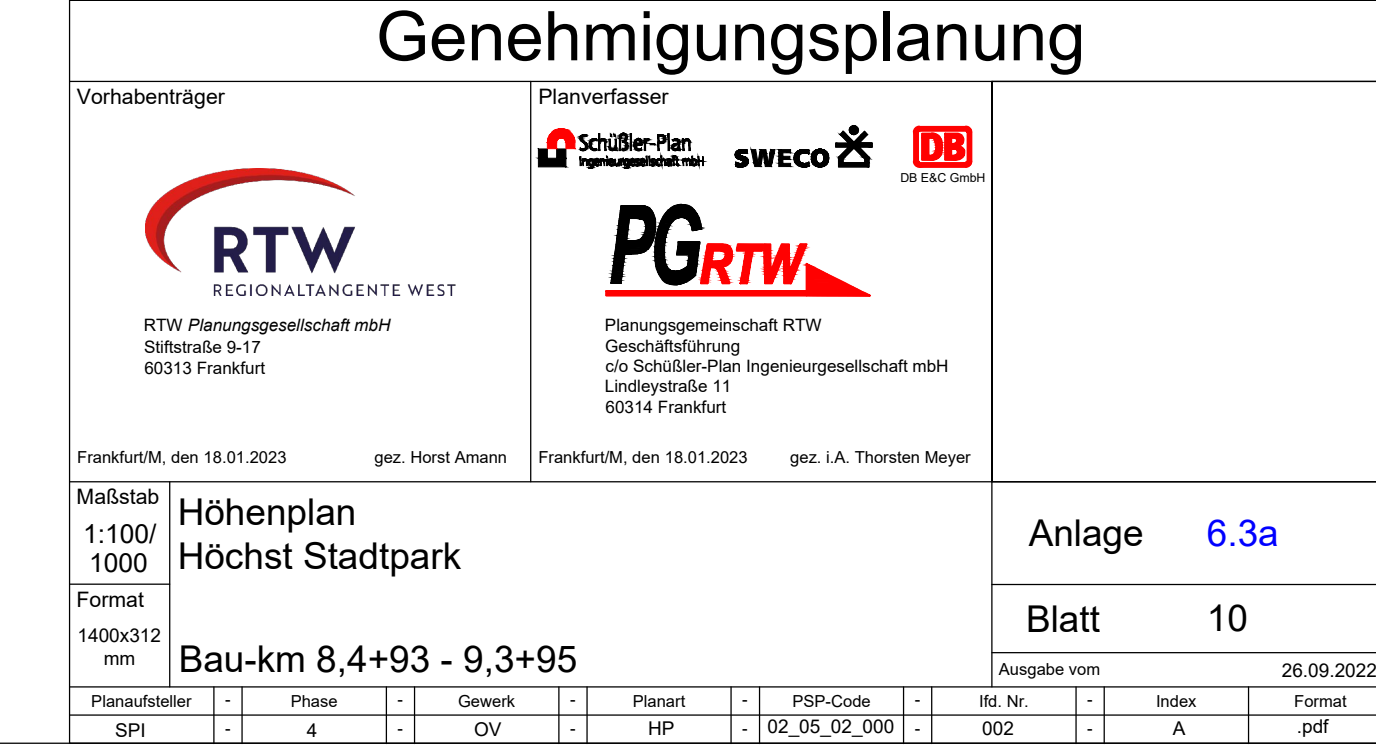 Genehmigungsplanung
Vorhabenträger
RTW
REGIONALTANGENTE WEST
RTW Planungsgesellschaft mbH
Stiftstraße 9-17
60313 Frankfurt
Frankfurt/M, den 18.01.2023 gez. Horst Amann
Planverfasser
Schüßler-Plan
Ingenieurgesellschaft mbH
SWECO
DB
DB E&C GmbH
PGRTW
Planungsgemeinschaft RTW
Geschäftsführung
c/o Schüßler-Plan Ingenieurgesellschaft mbH
Lindleystraße 11
60314 Frankfurt
Frankfurt/M, den 18.01.2023 gez. i.A. Thorsten Meyer
Maßstab
1:100/
1000
Format
1400x312
mm
Höhenplan
Höchst Stadtpark
Bau-km 8,4+93 - 9,3+95
Anlage 6.3a
Blatt 10
Ausgabe vom 26.09.2022
Planaufsteller - Phase - Gewerk - Planart - PSP-Code - lfd. Nr. - Index Format
SPI - 4 - OV - HP - 02_05_02_000 - 002 - A .pdf